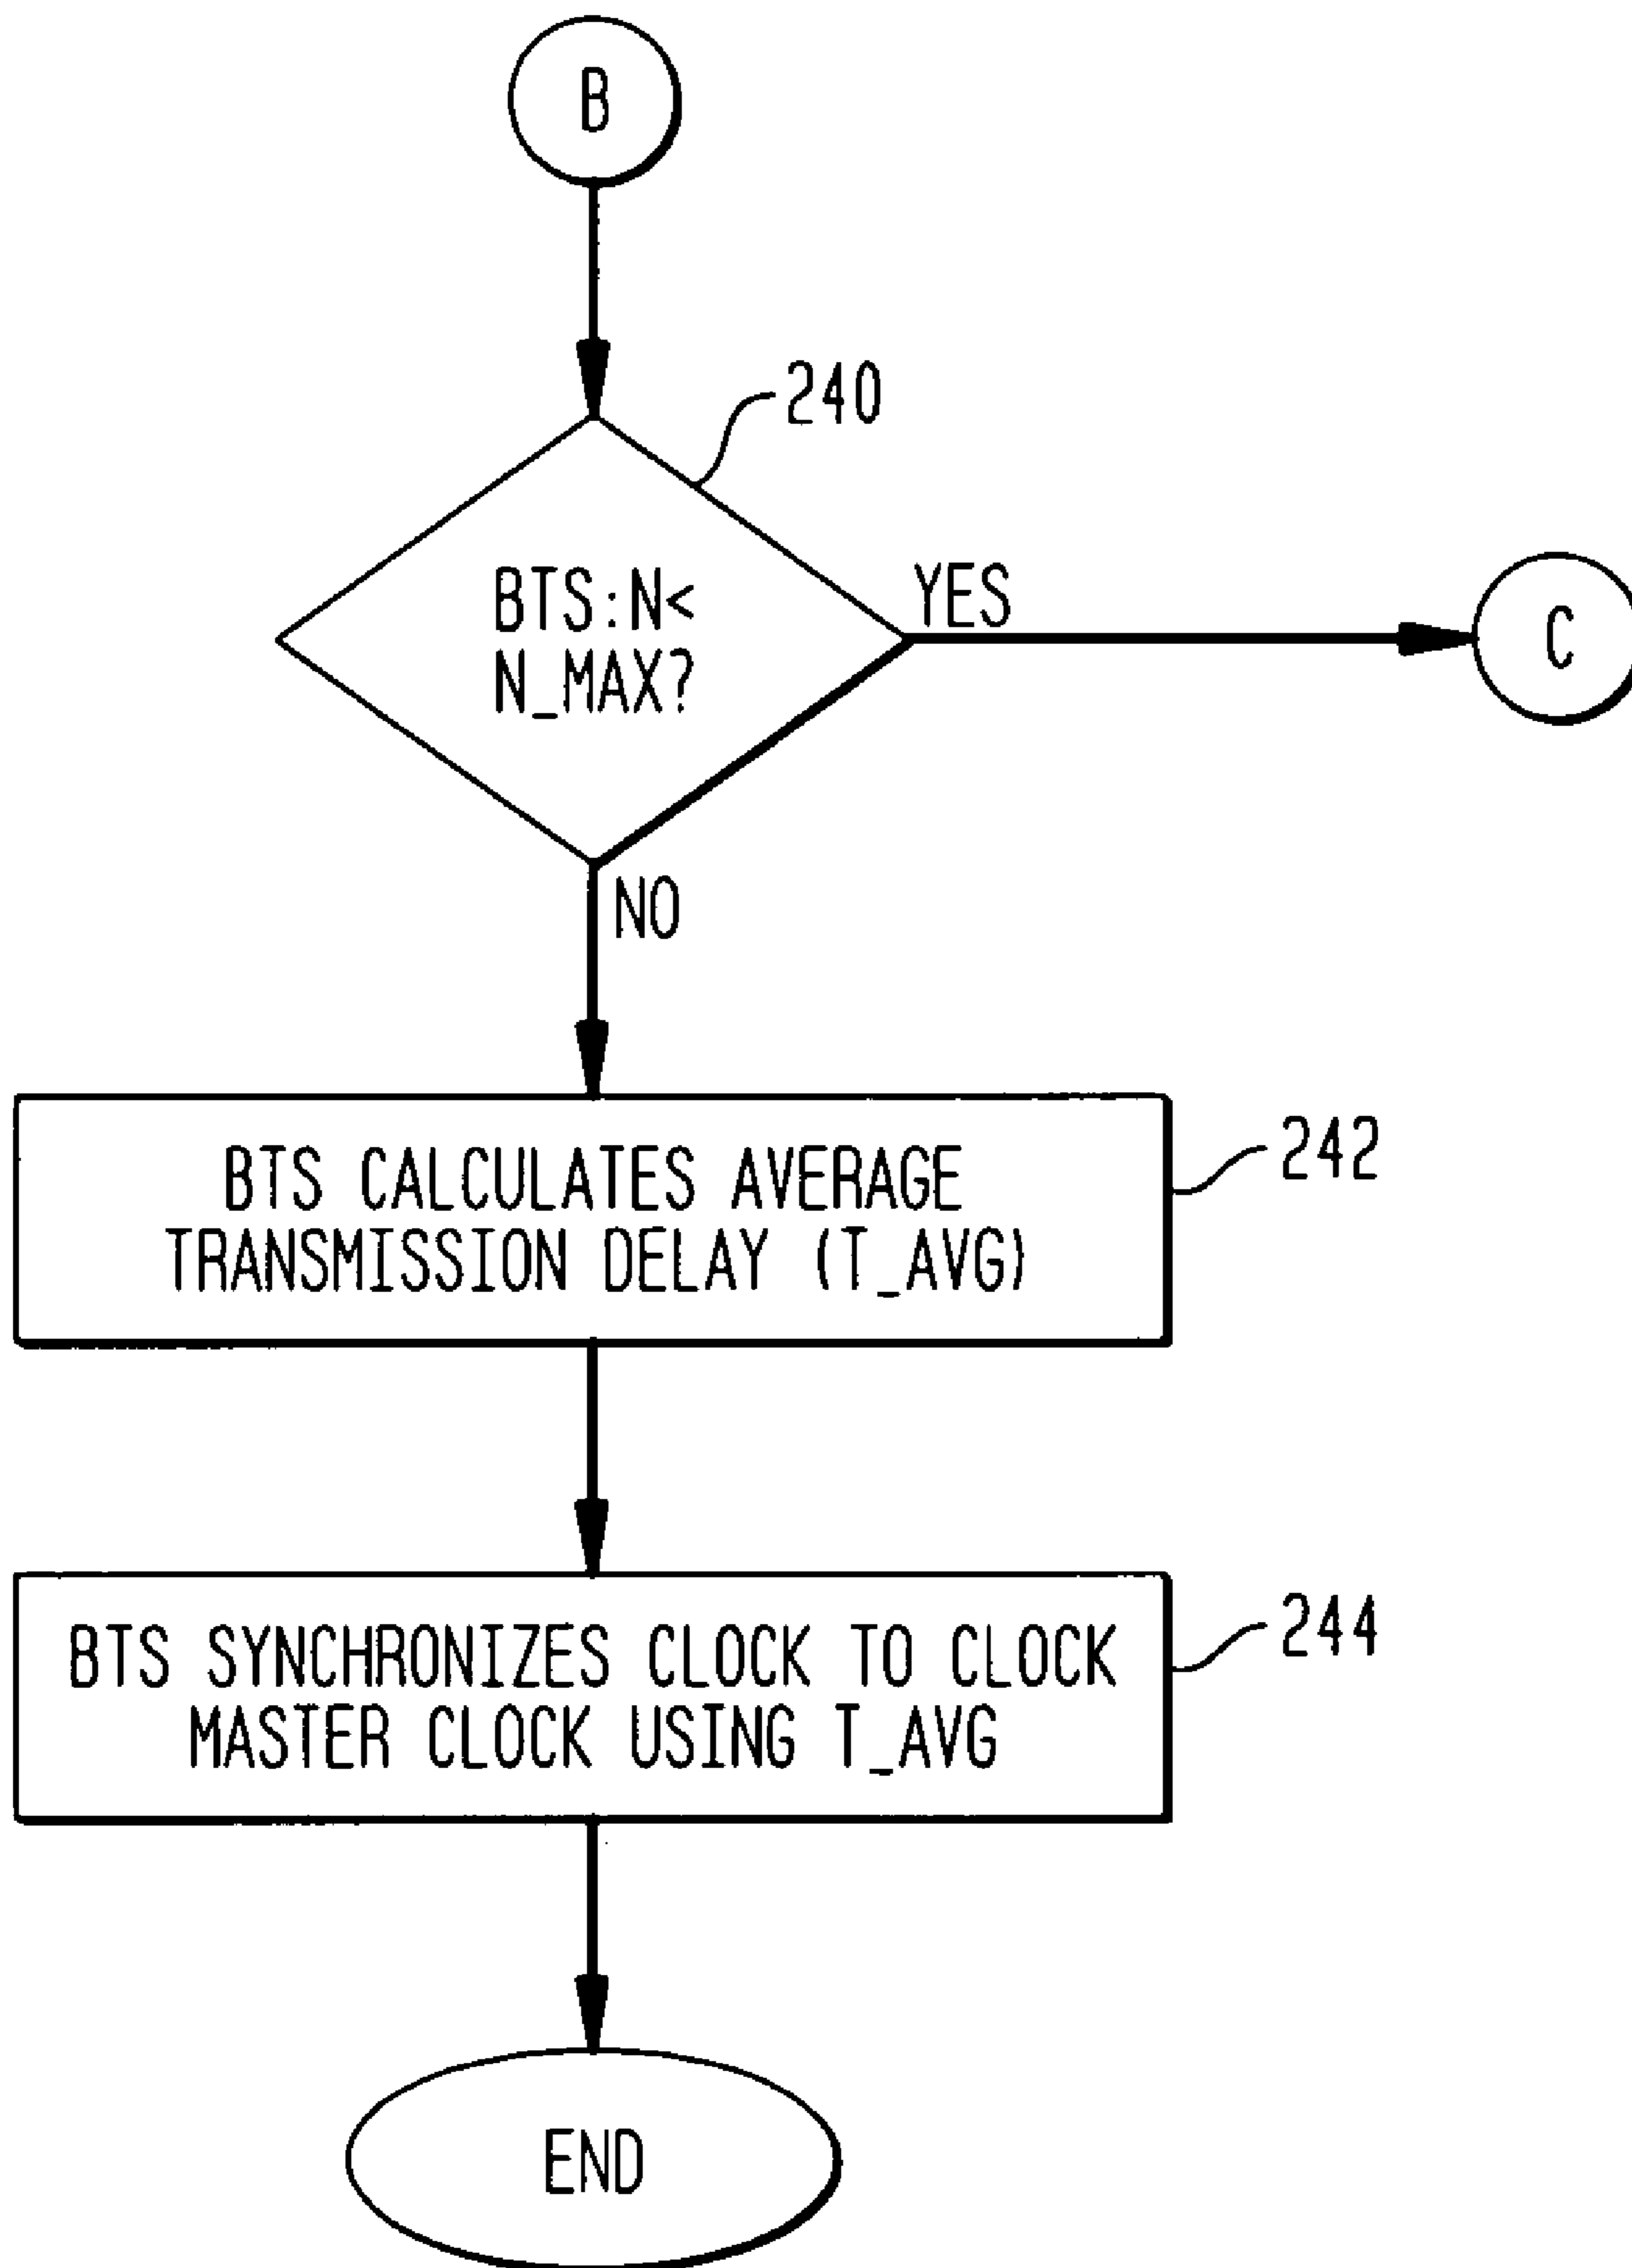 B
240
BTS:N<
N_MAX?
YES
C
NO
BTS CALCULATES AVERAGE
TRANSMISSION DELAY (T_AVG)
242
BTS SYNCHRONIZES CLOCK TO CLOCK
MASTER CLOCK USING T_AVG
244
END